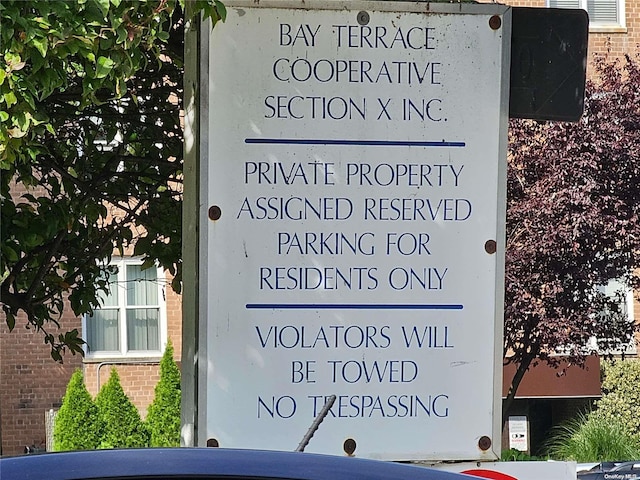 BAY TERRACE
COOPERATIVE
SECTION X INC.
PRIVATE PROPERTY
ASSIGNED RESERVED
PARKING FOR
RESIDENTS ONLY
VIOLATORS WILL
BE TOWED
NO TRESPASSING